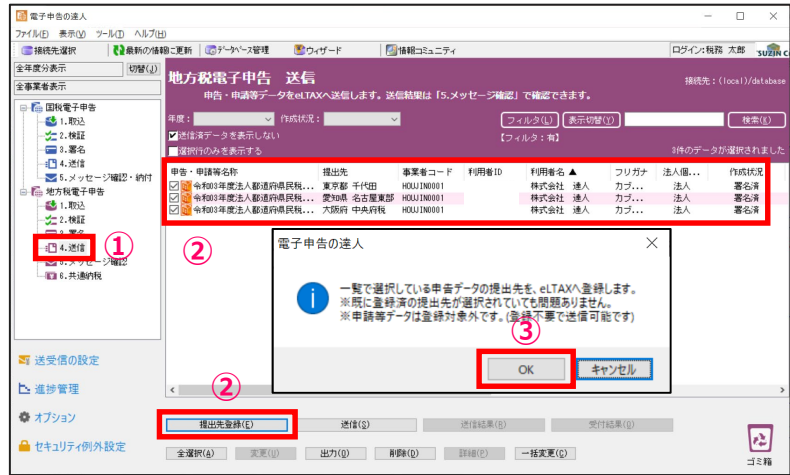 電子申告の達人
ファイル(F) 表示(V) ツール(T) ヘルプ(H)
接続先選択 最新の情報に更新 データベース管理 ウィザード 情報コミュニティ ログイン:税務 太郎
全年度分表示 切替(J)
全事業者表示
国税電子申告
1.取込
2.検証
3.署名
4.送信
5.メッセージ確認・納付
地方税電子申告
1.取込
2.検証
3.署名
4.送信
5.メッセージ確認
6.共通納税
①
送受信の設定
進捗管理
オプション
セキュリティ例外設定
地方税電子申告 送信
接続先:(local)/database
申告・申請等データをeLTAXへ送信します。送信結果は「5.メッセージ確認」で確認できます。
年度: 作成状況: フィルタ(L) 表示切替(Y) 検索(K)
送信済データを表示しない 【フィルタ:有】
選択行のみを表示する 3件のデータが選択されました
申告・申請等名称 提出先 事業者コード 利用者ID 利用者名 ▲ フリガナ 法人個... 作成状況
令和03年度法人都道府県民税... 東京都 千代田 HOUJIN0001 株式会社 達人 カブ... 法人 署名済
令和03年度法人都道府県民税... 愛知県 名古屋東部 HOUJIN0001 株式会社 達人 カブ... 法人 署名済
令和03年度法人都道府県民税... 大阪府 中央府税 HOUJIN0001 株式会社 達人 カブ... 法人 署名済
②
電子申告の達人
一覧で選択している申告データの提出先を、eLTAXへ登録します。
※既に登録済の提出先が選択されていても問題ありません。
※申請等データは登録対象外です。(登録不要で送信可能です)
③
OK キャンセル
②
提出先登録(E) 送信(S) 送信結果(B) 受付結果(U)
全選択(A) 変更(U) 出力(O) 削除(D) 詳細(P) 一括変更(C)
ゴミ箱